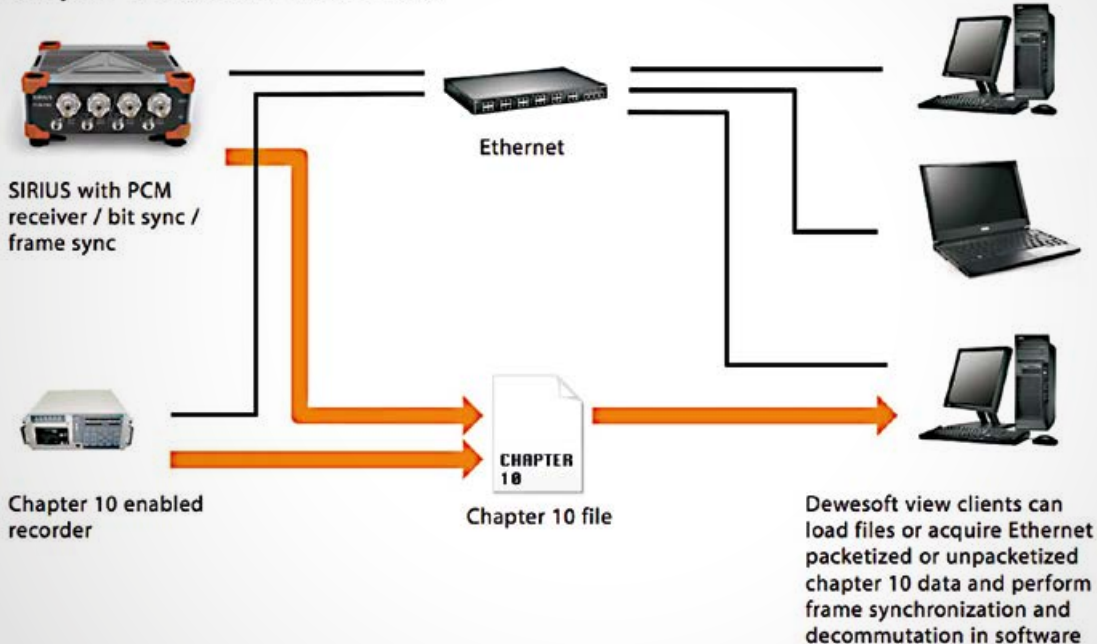 Ethernet
SIRIUS
SIRIUS with PCM
receiver / bit sync /
frame sync
CHAPTER
10
Chapter 10 enabled
recorder
Chapter 10 file
Dewesoft view clients can
load files or acquire Ethernet
packetized or unpacketized
chapter 10 data and perform
frame synchronization and
decommutation in software